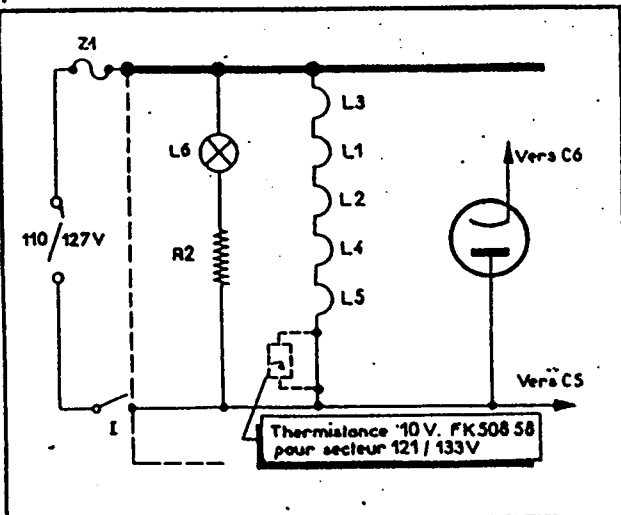 Z1
L3
L6
L1
Vers C6
L2
110/127V
R2
L4
L5
Vers C5
I
Thermistance 10 V. FK508 58
pour secteur 121 / 133V